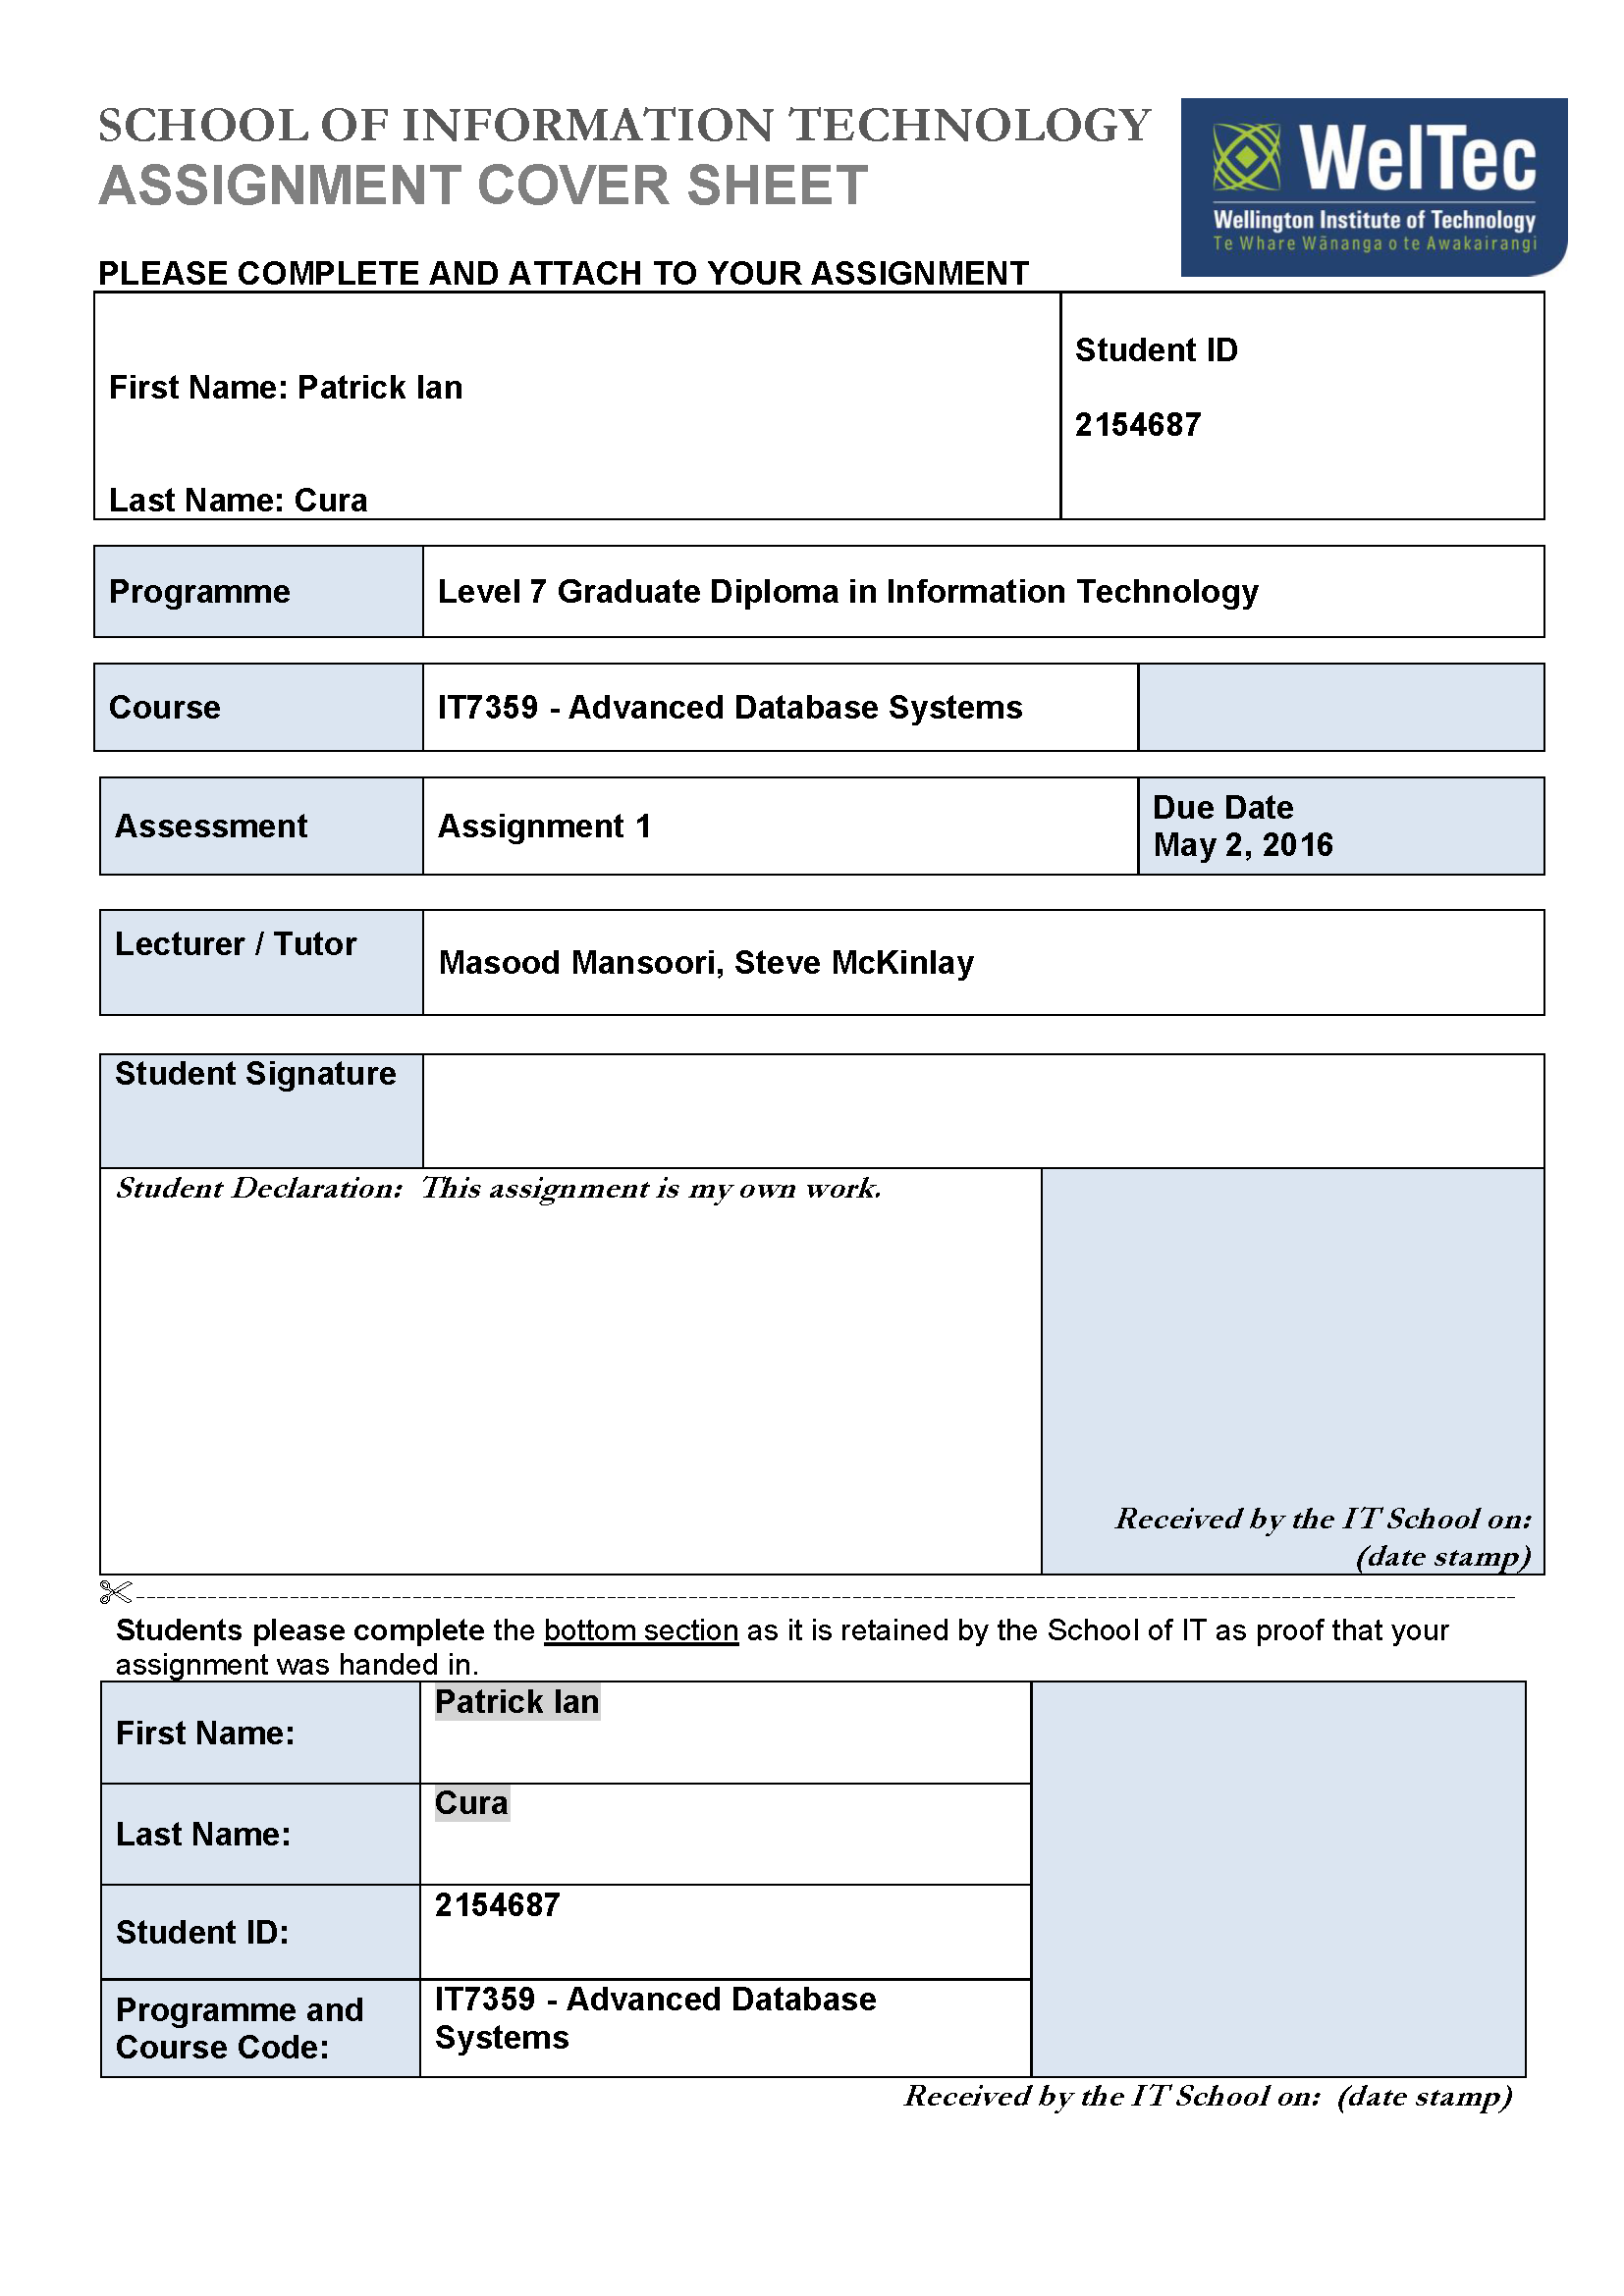 SCHOOL OF INFORMATION TECHNOLOGY
ASSIGNMENT COVER SHEET
WelTec
Wellington Institute of Technology
Te Whare Wānanga o te Awakairangi
PLEASE COMPLETE AND ATTACH TO YOUR ASSIGNMENT
First Name: Patrick Ian
Last Name: Cura
Student ID
2154687
Programme
Level 7 Graduate Diploma in Information Technology
Course
IT7359 - Advanced Database Systems
Assessment
Assignment 1
Due Date
May 2, 2016
Lecturer / Tutor
Masood Mansoori, Steve McKinlay
Student Signature
Student Declaration: This assignment is my own work.
Received by the IT School on:
(date stamp)
Students please complete the bottom section as it is retained by the School of IT as proof that your
assignment was handed in.
First Name:
Patrick Ian
Last Name:
Cura
Student ID:
2154687
Programme and
Course Code:
IT7359 - Advanced Database
Systems
Received by the IT School on: (date stamp)